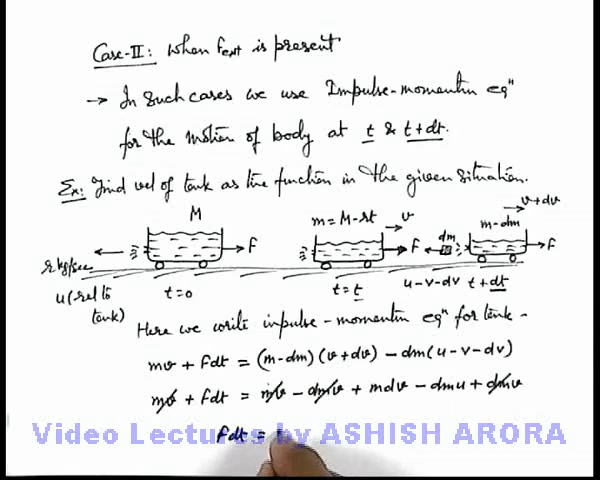 Case-II: When Fext is present
→ In such cases we use Impulse-momentum eqn
for the motion of body at t & t+dt.
Ex: Find vel of tank as time function in the given situation.
M
F
r kg/sec
u (rel to tank)
t=0
m = M-rt
v
F
t=t
dm
u-v-dv
m-dm
v+dv
F
t+dt
Here we write impulse-momentum eqn for tank -
mv + Fdt = (m-dm)(v+dv) - dm(u-v-dv)
mv + Fdt = mv - dmv + mdv - dmu + dmv
Fdt =
Video Lectures by ASHISH ARORA